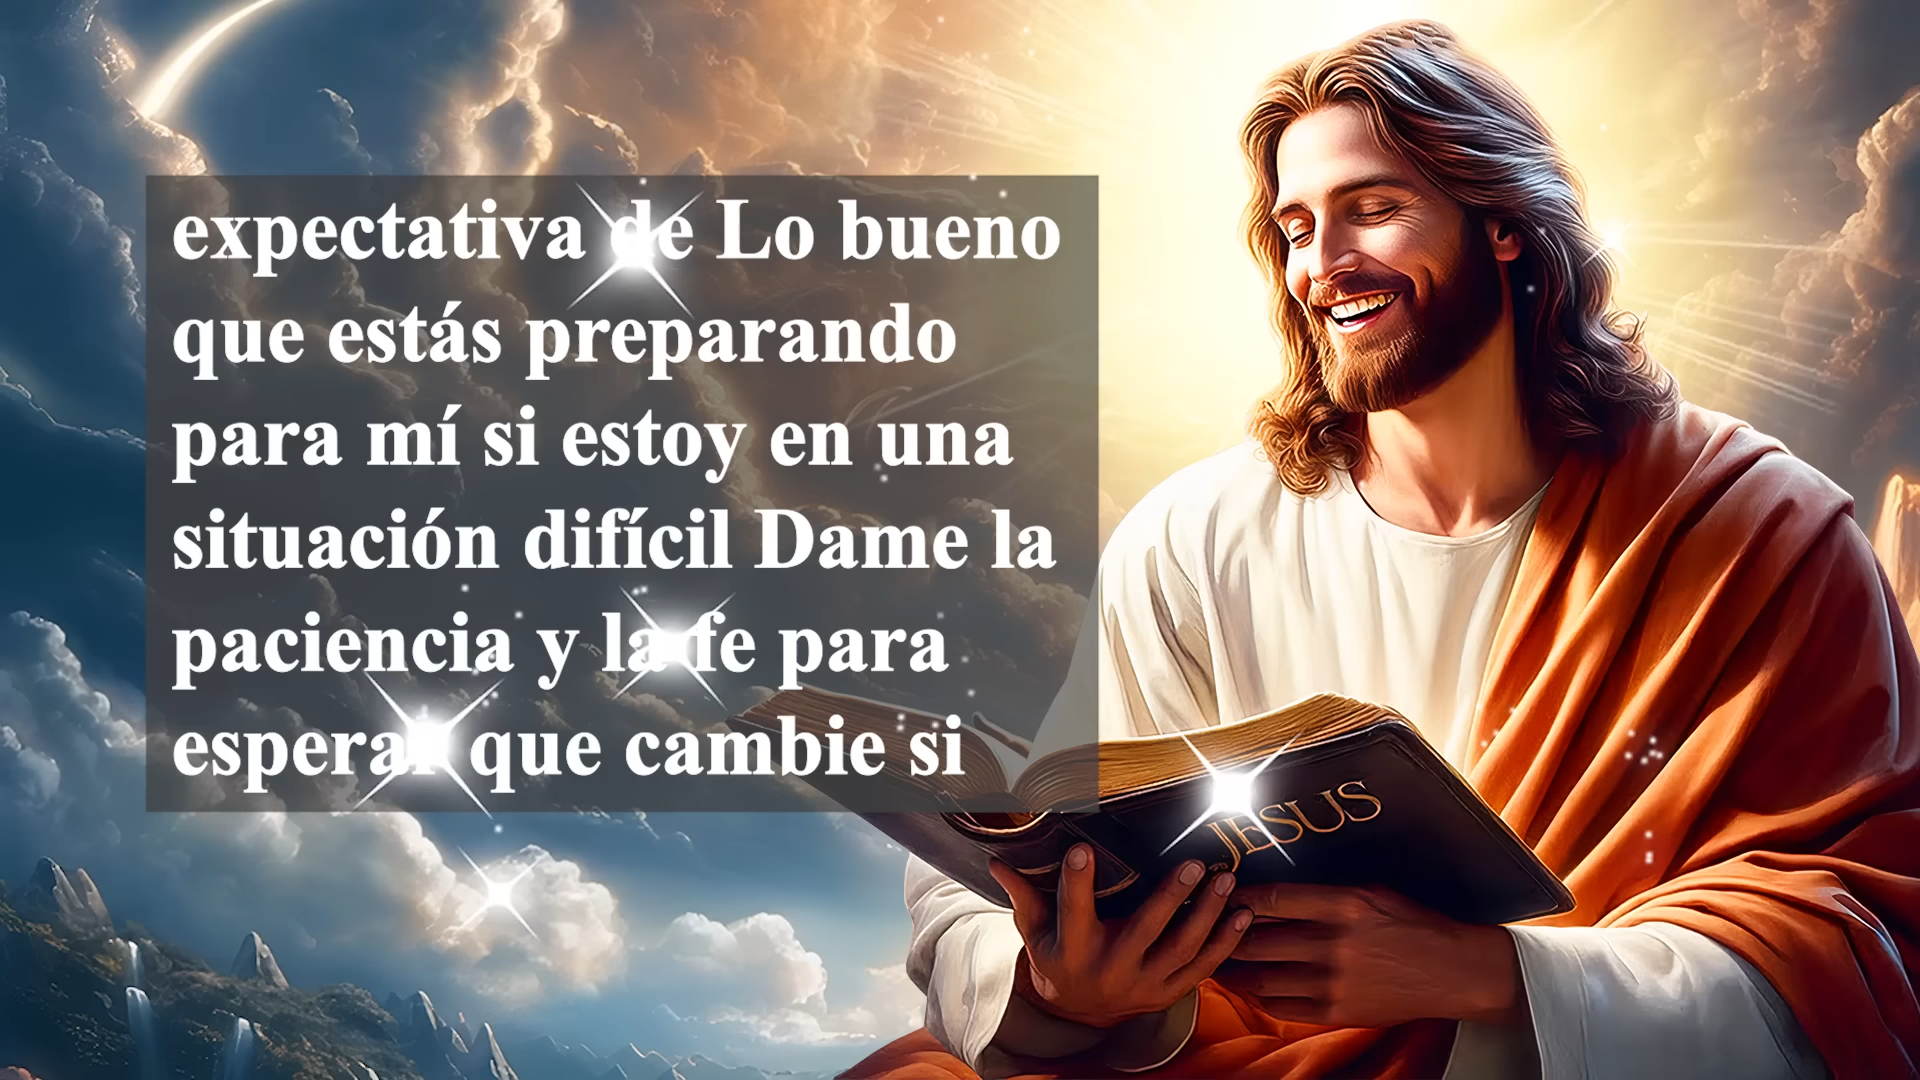 expectativa de Lo bueno
que estás preparando
para mí si estoy en una
situación difícil Dame la
paciencia y la fe para
esperar que cambie si
JESUS